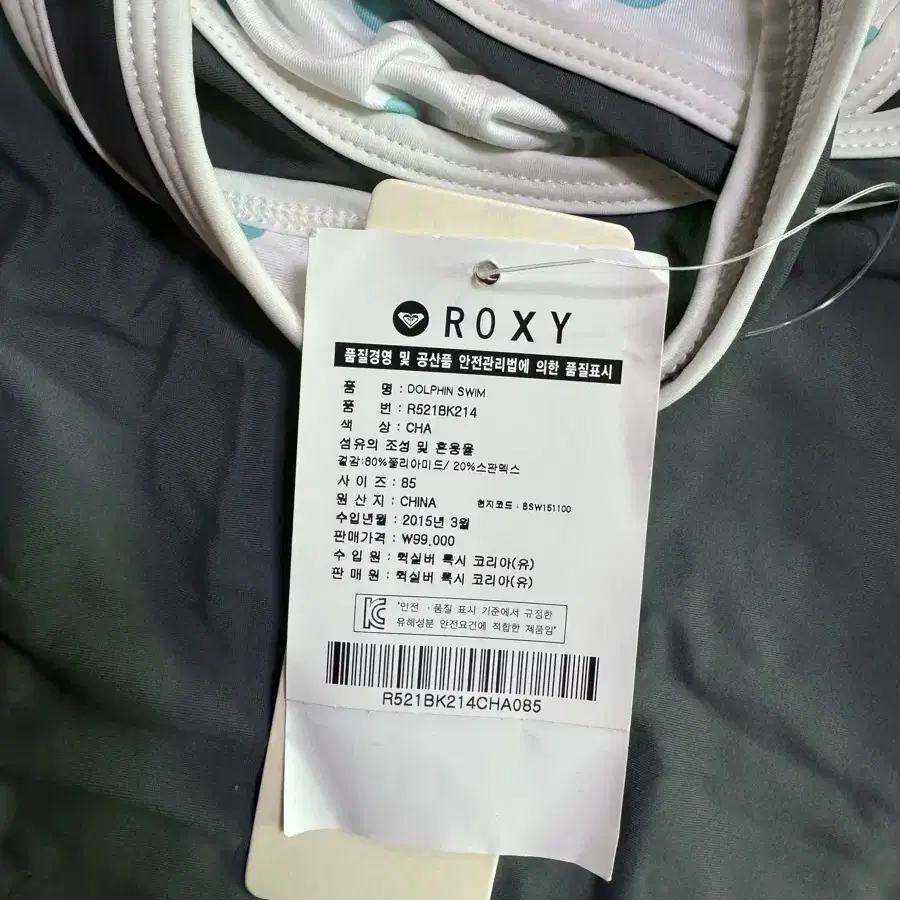 ROXY
품질경영 및 공산품 안전관리법에 의한 품질표시
품 명 : DOLPHIN SWIM
품 번 : R521BK214
색 상 : CHA
섬유의 조성 및 혼용율
겉감:80%폴리아미드/ 20%스판덱스
사 이 즈 : 85
원 산 지 : CHINA 현지코드 : BSW151100
수입년월 : 2015년 3월
판매가격 : ₩99,000
수 입 원 : 퀵실버 록시 코리아(유)
판 매 원 : 퀵실버 록시 코리아(유)
"안전 · 품질 표시 기준에서 규정한
유해성분 안전요건에 적합한 제품임"
R521BK214CHA085